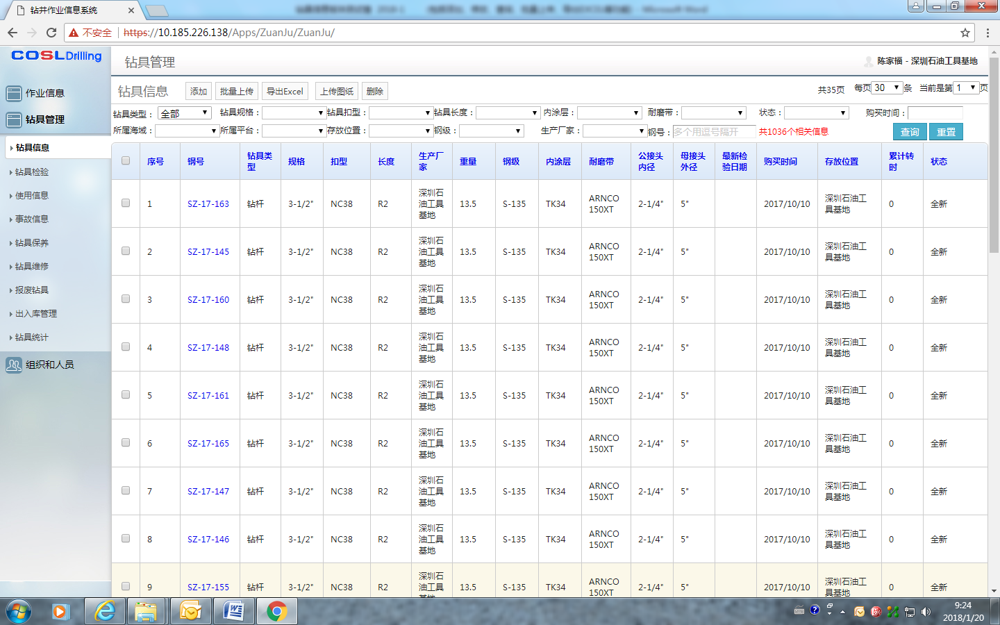 钻井作业信息系统
不安全 https://10.185.226.138/Apps/ZuanJu/ZuanJu/
COSL Drilling
作业信息
钻具管理
钻具信息
钻具检验
使用信息
事故信息
钻具保养
钻具维修
报废钻具
出入库管理
钻具统计
组织和人员
钻具管理
陈家福 - 深圳石油工具基地
钻具信息 添加 批量上传 导出Excel 上传图纸 删除 共35页 每页 30 条 当前是第 1 页
钻具类型： 全部 钻具规格： 钻具扣型： 钻具长度： 内涂层： 耐磨带： 状态： 购买时间：
所属海域： 所属平台： 存放位置： 钢级： 生产厂家： 钢号： 多个用逗号隔开 共1036个相关信息 查询 重置
序号 钢号 钻具类型 规格 扣型 长度 生产厂家 重量 钢级 内涂层 耐磨带 公接头内径 母接头外径 最新检验日期 购买时间 存放位置 累计转时 状态
1 SZ-17-163 钻杆 3-1/2" NC38 R2 深圳石油工具基地 13.5 S-135 TK34 ARNCO 150XT 2-1/4" 5" 2017/10/10 深圳石油工具基地 0 全新
2 SZ-17-145 钻杆 3-1/2" NC38 R2 深圳石油工具基地 13.5 S-135 TK34 ARNCO 150XT 2-1/4" 5" 2017/10/10 深圳石油工具基地 0 全新
3 SZ-17-160 钻杆 3-1/2" NC38 R2 深圳石油工具基地 13.5 S-135 TK34 ARNCO 150XT 2-1/4" 5" 2017/10/10 深圳石油工具基地 0 全新
4 SZ-17-148 钻杆 3-1/2" NC38 R2 深圳石油工具基地 13.5 S-135 TK34 ARNCO 150XT 2-1/4" 5" 2017/10/10 深圳石油工具基地 0 全新
5 SZ-17-161 钻杆 3-1/2" NC38 R2 深圳石油工具基地 13.5 S-135 TK34 ARNCO 150XT 2-1/4" 5" 2017/10/10 深圳石油工具基地 0 全新
6 SZ-17-165 钻杆 3-1/2" NC38 R2 深圳石油工具基地 13.5 S-135 TK34 ARNCO 150XT 2-1/4" 5" 2017/10/10 深圳石油工具基地 0 全新
7 SZ-17-147 钻杆 3-1/2" NC38 R2 深圳石油工具基地 13.5 S-135 TK34 ARNCO 150XT 2-1/4" 5" 2017/10/10 深圳石油工具基地 0 全新
8 SZ-17-146 钻杆 3-1/2" NC38 R2 深圳石油工具基地 13.5 S-135 TK34 ARNCO 150XT 2-1/4" 5" 2017/10/10 深圳石油工具基地 0 全新
9 SZ-17-155 钻杆 3-1/2" NC38 R2 深圳石油工具基地 13.5 S-135 TK34 ARNCO 150XT 2-1/4" 5" 2017/10/10 深圳石油工具基地 0 全新
9:24
2018/1/20